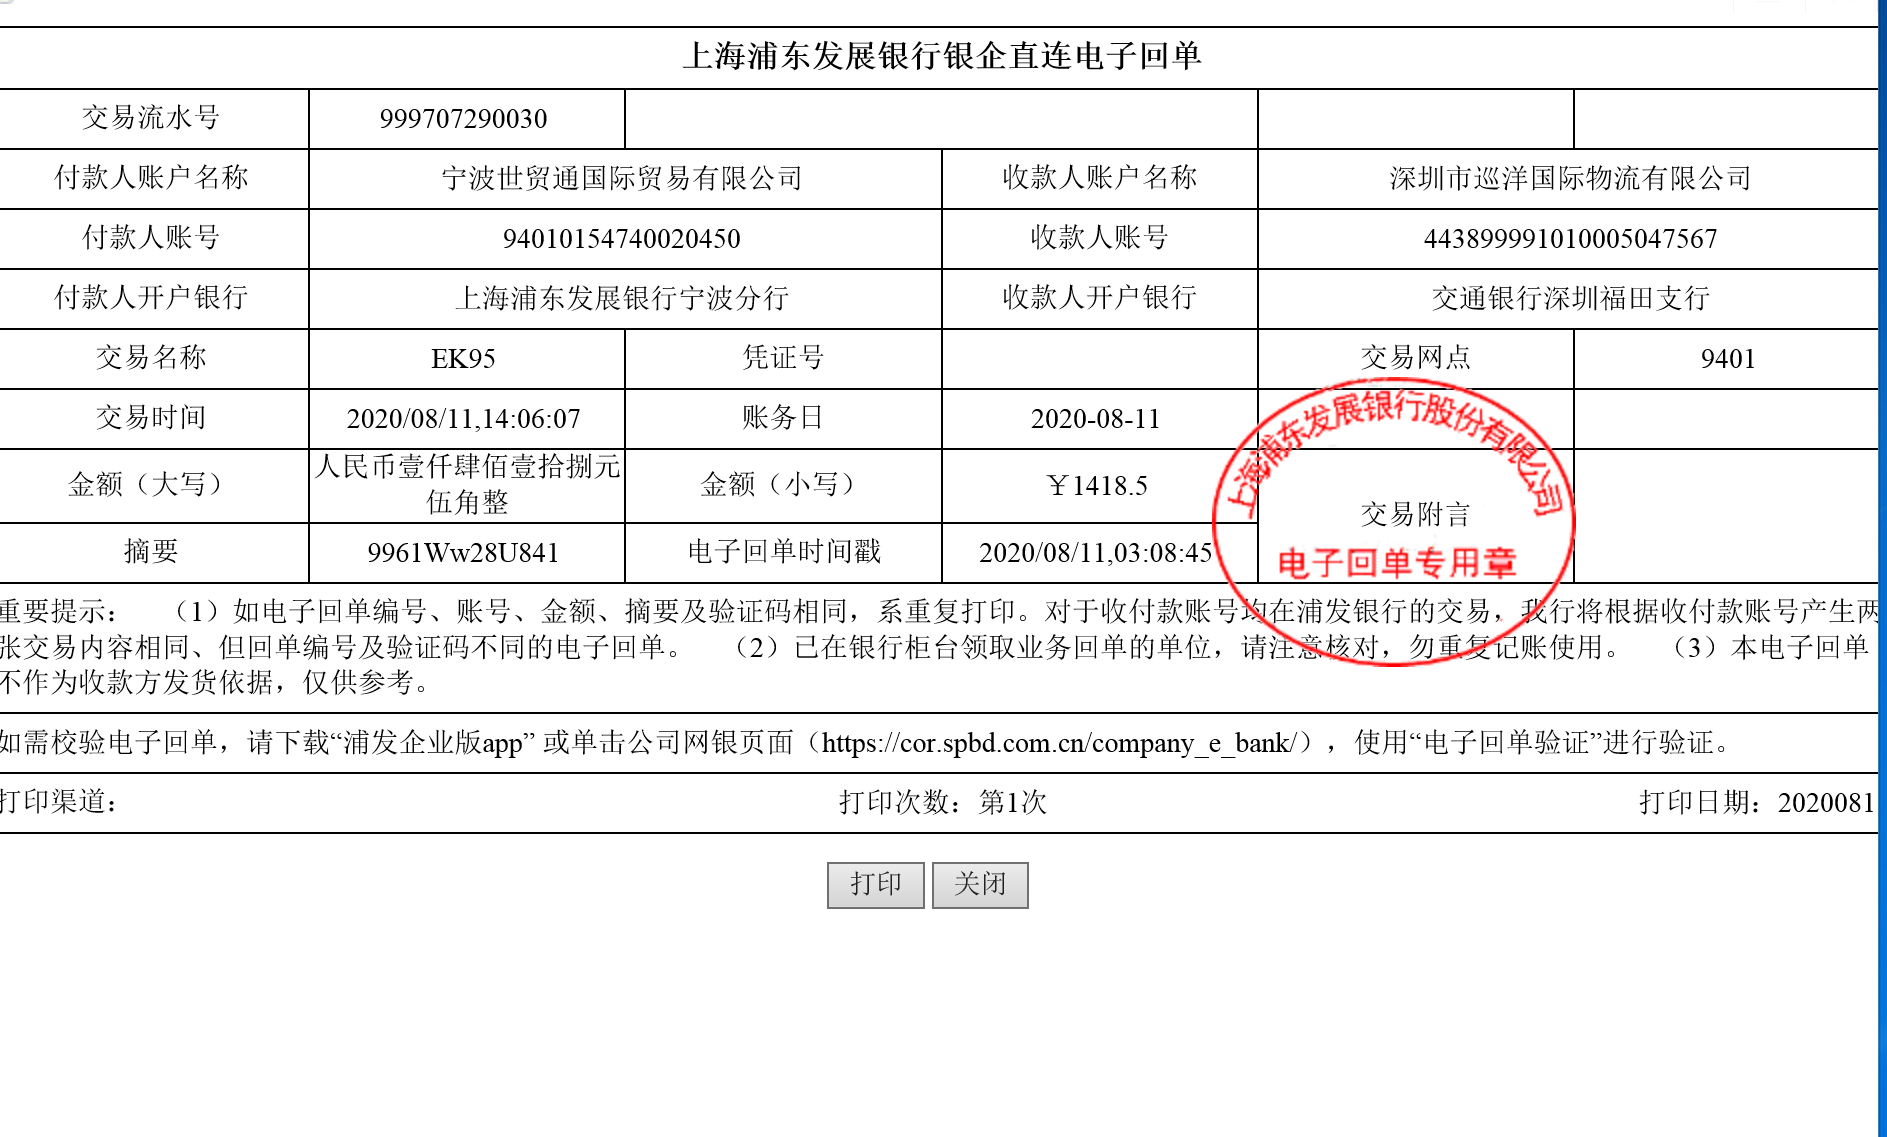 上海浦东发展银行银企直连电子回单
交易流水号 999707290030
付款人账户名称 宁波世贸通国际贸易有限公司 收款人账户名称 深圳市巡洋国际物流有限公司
付款人账号 94010154740020450 收款人账号 443899991010005047567
付款人开户银行 上海浦东发展银行宁波分行 收款人开户银行 交通银行深圳福田支行
交易名称 EK95 凭证号 交易网点 9401
交易时间 2020/08/11,14:06:07 账务日 2020-08-11
上海浦东发展银行股份有限公司
金额（大写） 人民币壹仟肆佰壹拾捌元
伍角整 金额（小写） ￥1418.5
交易附言
摘要 9961Ww28U841 电子回单时间戳 2020/08/11,03:08:45
电子回单专用章
重要提示： （1）如电子回单编号、账号、金额、摘要及验证码相同，系重复打印。对于收付款账号均在浦发银行的交易，我行将根据收付款账号产生两
张交易内容相同、但回单编号及验证码不同的电子回单。 （2）已在银行柜台领取业务回单的单位，请注意核对，勿重复记账使用。 （3）本电子回单
不作为收款方发货依据，仅供参考。
如需校验电子回单，请下载“浦发企业版app” 或单击公司网银页面（https://cor.spbd.com.cn/company_e_bank/），使用“电子回单验证”进行验证。
打印渠道： 打印次数：第1次 打印日期：2020081
打印 关闭